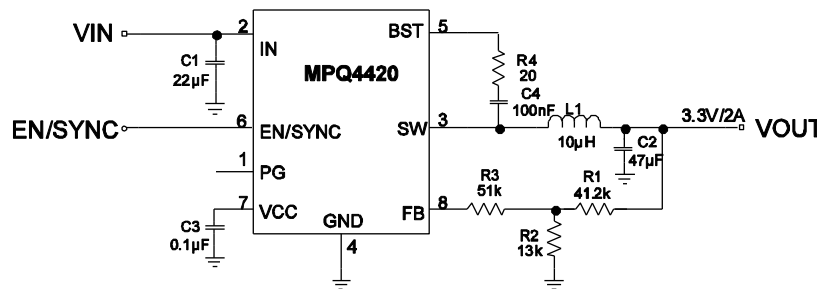 VIN
2
IN
C1
22µF
MPQ4420
BST
5
R4
20
C4
100nF
EN/SYNC
6
EN/SYNC
SW
3
L1
10µH
3.3V/2A
VOUT
C2
47µF
1
PG
R3
51k
R1
41.2k
7
VCC
C3
0.1µF
GND
4
FB
8
R2
13k